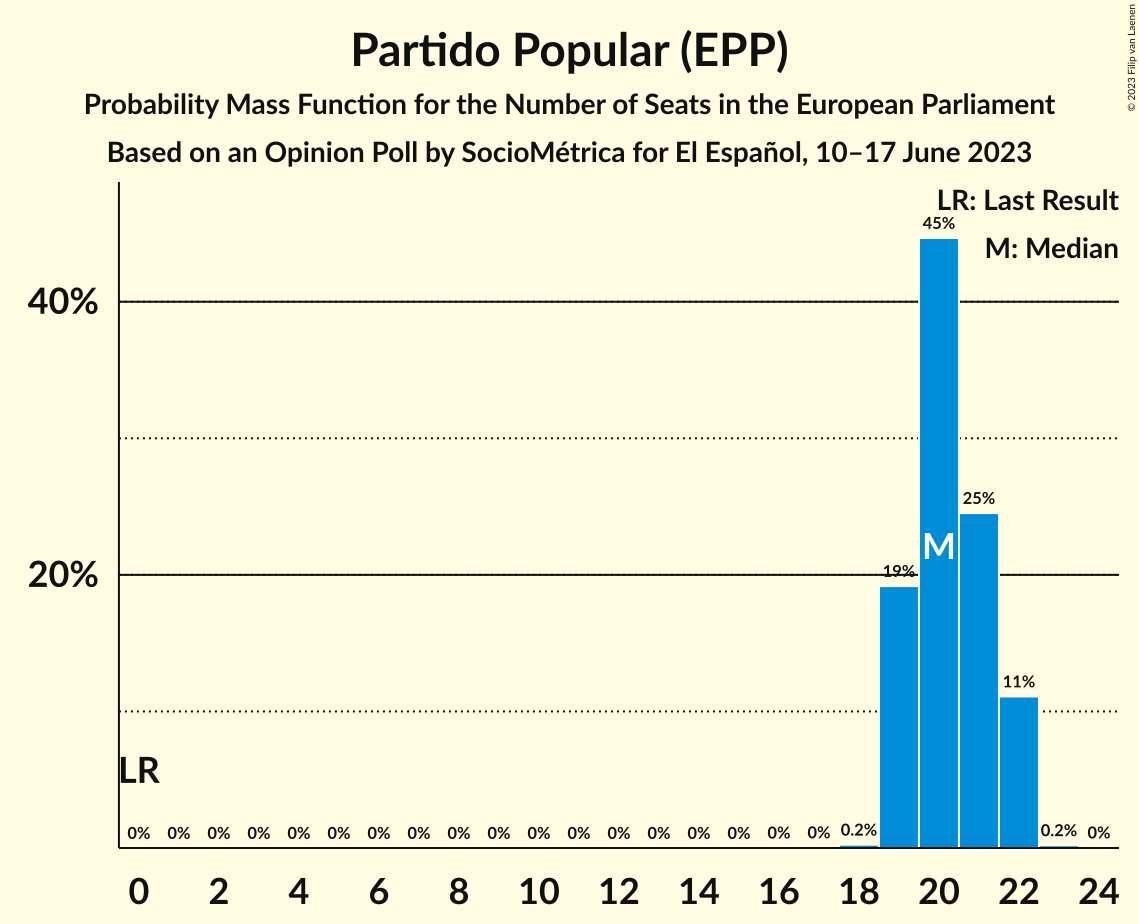 Partido Popular (EPP)
Probability Mass Function for the Number of Seats in the European Parliament
Based on an Opinion Poll by SocioMétrica for El Español, 10–17 June 2023
© 2023 Filip van Laenen
LR: Last Result
M: Median
45%
40%
25%
M
20%
19%
11%
LR
0% 0% 0% 0% 0% 0% 0% 0% 0% 0% 0% 0% 0% 0% 0% 0% 0% 0% 0.2% 0.2% 0%
0 2 4 6 8 10 12 14 16 18 20 22 24